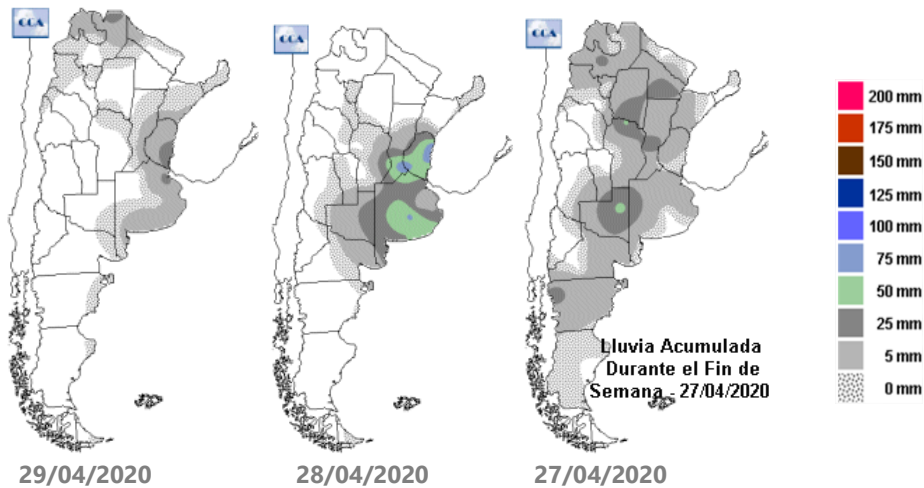 CCA
CCA
CCA
200 mm
175 mm
150 mm
125 mm
100 mm
75 mm
50 mm
25 mm
5 mm
0 mm
Lluvia Acumulada
Durante el Fin de
Semana - 27/04/2020
29/04/2020
28/04/2020
27/04/2020